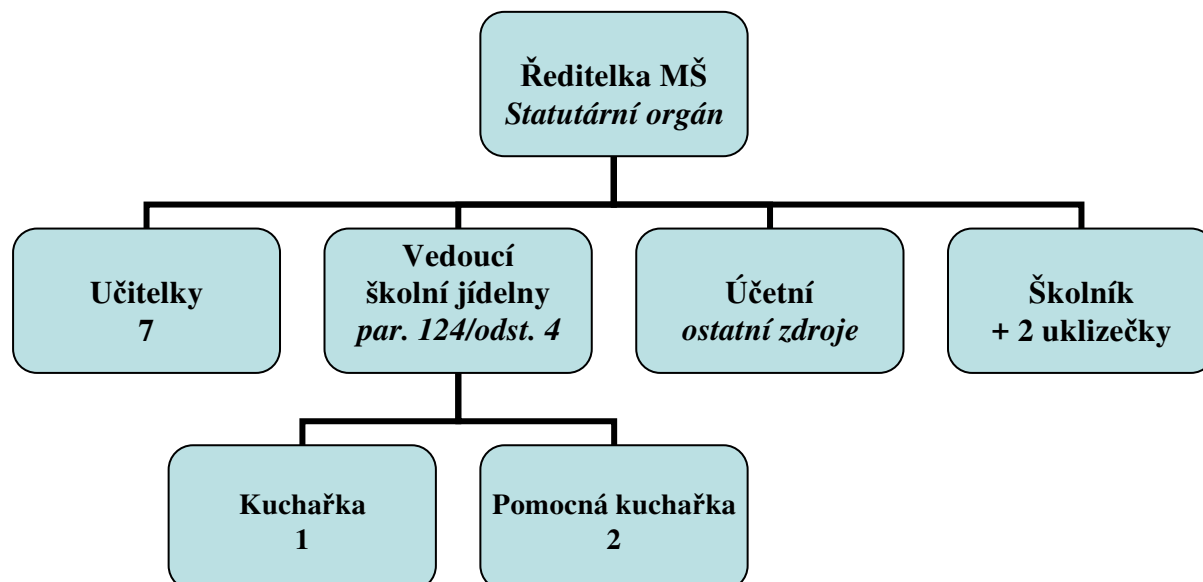 Ředitelka MŠ
Statutární orgán
Učitelky
7
Vedoucí
školní jídelny
par. 124/odst. 4
Účetní
ostatní zdroje
Školník
+ 2 uklizečky
Kuchařka
1
Pomocná kuchařka
2